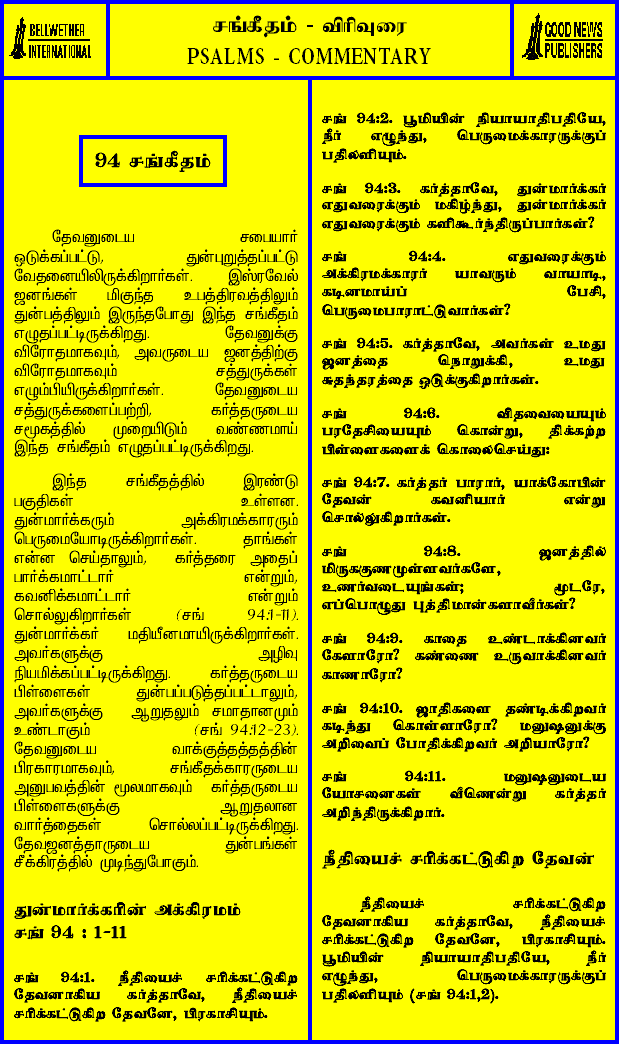 BELLWETHER
INTERNATIONAL
சங்கீதம் - விரிவுரை
PSALMS - COMMENTARY
GOOD NEWS
PUBLISHERS
94 சங்கீதம்
தேவனுடைய சபையார்
ஒடுக்கப்பட்டு, துன்புறுத்தப்பட்டு
வேதனையிலிருக்கிறார்கள். இஸ்ரவேல்
ஜனங்கள் மிகுந்த உபத்திரவத்திலும்
துன்பத்திலும் இருந்தபோது இந்த சங்கீதம்
எழுதப்பட்டிருக்கிறது. தேவனுக்கு
விரோதமாகவும், அவருடைய ஜனத்திற்கு
விரோதமாகவும் சத்துருக்கள்
எழும்பியிருக்கிறார்கள். தேவனுடைய
சத்துருக்களைப்பற்றி, கர்த்தருடைய
சமூகத்தில் முறையிடும் வண்ணமாய்
இந்த சங்கீதம் எழுதப்பட்டிருக்கிறது.
இந்த சங்கீதத்தில் இரண்டு
பகுதிகள் உள்ளன.
துன்மார்க்கரும் அக்கிரமக்காரரும்
பெருமையோடிருக்கிறார்கள். தாங்கள்
என்ன செய்தாலும், கர்த்தரை அதைப்
பார்க்கமாட்டார் என்றும்,
கவனிக்கமாட்டார் என்றும்
சொல்லுகிறார்கள் (சங் 94:1-11).
துன்மார்க்கர் மதியீனமாயிருக்கிறார்கள்.
அவர்களுக்கு அழிவு
நியமிக்கப்பட்டிருக்கிறது. கர்த்தருடைய
பிள்ளைகள் துன்பப்படுத்தப்பட்டாலும்,
அவர்களுக்கு ஆறுதலும் சமாதானமும்
உண்டாகும் (சங் 94:12-23).
தேவனுடைய வாக்குத்தத்தத்தின்
பிரகாரமாகவும், சங்கீதக்காரருடைய
அனுபவத்தின் மூலமாகவும் கர்த்தருடைய
பிள்ளைகளுக்கு ஆறுதலான
வார்த்தைகள் சொல்லப்பட்டிருக்கிறது.
தேவஜனத்தாருடைய துன்பங்கள்
சீக்கிரத்தில் முடிந்துபோகும்.
துன்மார்க்கரின் அக்கிரமம்
சங் 94 : 1-11
சங் 94:1. நீதியைச் சரிக்கட்டுகிற
தேவனாகிய கர்த்தாவே, நீதியைச்
சரிக்கட்டுகிற தேவனே, பிரகாசியும்.
சங் 94:2. பூமியின் நியாயாதிபதியே,
நீர் எழுந்து, பெருமைக்காரருக்குப்
பதிலளியும்.
சங் 94:3. கர்த்தாவே, துன்மார்க்கர்
எதுவரைக்கும் மகிழ்ந்து, துன்மார்க்கர்
எதுவரைக்கும் களிகூர்ந்திருப்பார்கள்?
சங் 94:4. எதுவரைக்கும்
அக்கிரமக்காரர் யாவரும் வாயாடி,
கடினமாய்ப் பேசி,
பெருமைபாராட்டுவார்கள்?
சங் 94:5. கர்த்தாவே, அவர்கள் உமது
ஜனத்தை நொறுக்கி, உமது
சுதந்தரத்தை ஒடுக்குகிறார்கள்.
சங் 94:6. விதவையையும்
பரதேசியையும் கொன்று, திக்கற்ற
பிள்ளைகளைக் கொலைசெய்து:
சங் 94:7. கர்த்தர் பாரார், யாக்கோபின்
தேவன் கவனியார் என்று
சொல்லுகிறார்கள்.
சங் 94:8. ஜனத்தில்
மிருககுணமுள்ளவர்களே,
உணர்வடையுங்கள்; மூடரே,
எப்பொழுது புத்திமான்களாவீர்கள்?
சங் 94:9. காதை உண்டாக்கினவர்
கேளாரோ? கண்ணை உருவாக்கினவர்
காணாரோ?
சங் 94:10. ஜாதிகளை தண்டிக்கிறவர்
கடிந்து கொள்ளாரோ? மனுஷனுக்கு
அறிவைப் போதிக்கிறவர் அறியாரோ?
சங் 94:11. மனுஷனுடைய
யோசனைகள் வீணென்று கர்த்தர்
அறிந்திருக்கிறார்.
நீதியைச் சரிக்கட்டுகிற தேவன்
நீதியைச் சரிக்கட்டுகிற
தேவனாகிய கர்த்தாவே, நீதியைச்
சரிக்கட்டுகிற தேவனே, பிரகாசியும்.
பூமியின் நியாயாதிபதியே, நீர்
எழுந்து, பெருமைக்காரருக்குப்
பதிலளியும் (சங் 94:1,2).